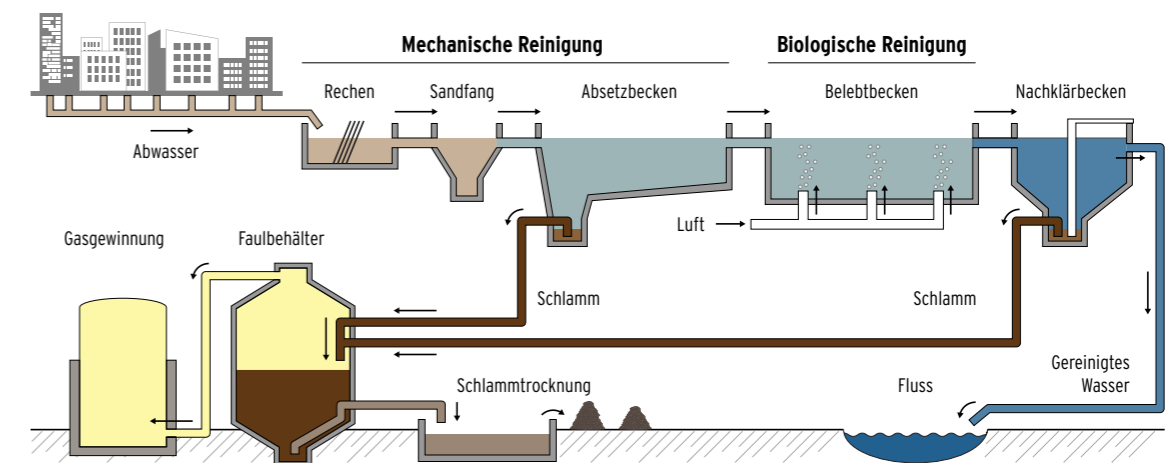 Mechanische Reinigung
Biologische Reinigung
Rechen
Sandfang
Absetzbecken
Belebtbecken
Nachklärbecken
Abwasser
Luft
Gasgewinnung
Faulbehälter
Schlamm
Schlamm
Schlammtrocknung
Fluss
Gereinigtes
Wasser